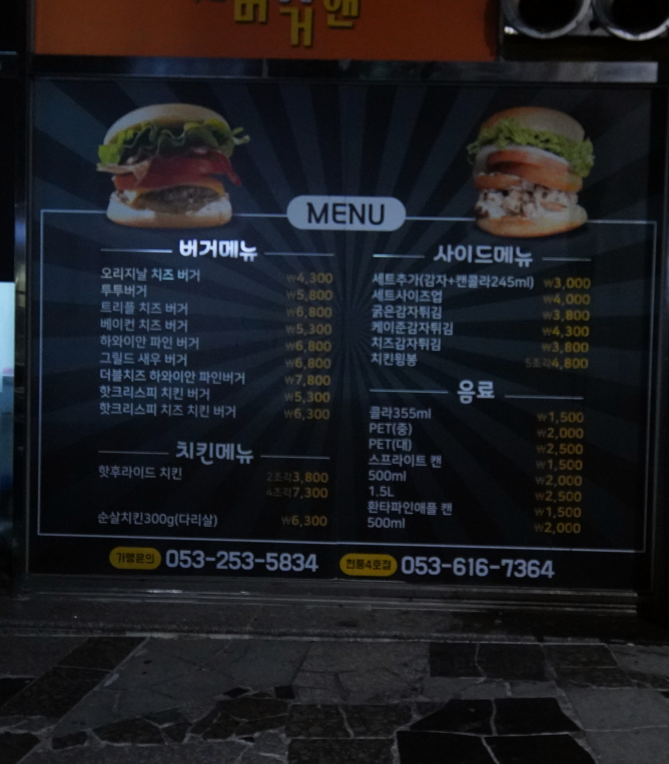 버거앤
MENU
버거메뉴
오리지날 치즈 버거 ₩4,300
투투버거 ₩5,800
트리플 치즈 버거 ₩6,800
베이컨 치즈 버거 ₩5,300
하와이안 파인 버거 ₩6,800
그릴드 새우 버거 ₩6,800
더블치즈 하와이안 파인버거 ₩7,800
핫크리스피 치킨 버거 ₩5,300
핫크리스피 치즈 치킨 버거 ₩6,300
치킨메뉴
핫후라이드 치킨 2조각3,800
4조각7,300
순살치킨300g(다리살) ₩6,300
사이드메뉴
세트추가(감자+캔콜라245ml) ₩3,000
세트사이즈업 ₩4,000
굵은감자튀김 ₩3,800
케이준감자튀김 ₩4,300
치즈감자튀김 ₩3,800
치킨윙봉 5조각4,800
음료
콜라355ml ₩1,500
PET(중) ₩2,000
PET(대) ₩2,500
스프라이트 캔 ₩1,500
500ml ₩2,000
1.5L ₩2,500
환타파인애플 캔 ₩1,500
500ml ₩2,000
가맹문의 053-253-5834
전통4호점 053-616-7364